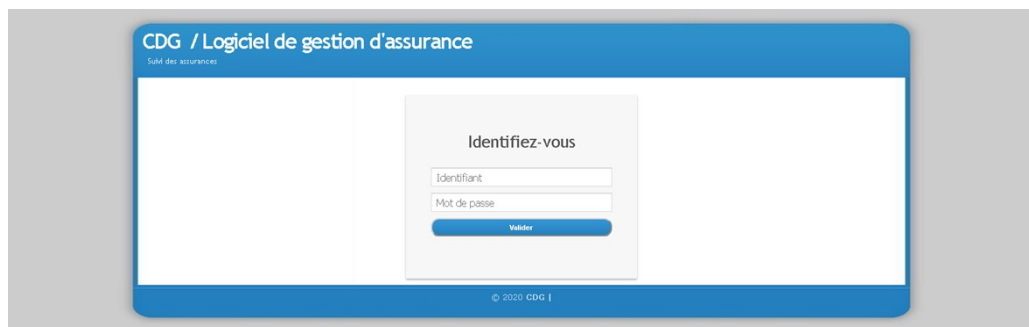 CDG / Logiciel de gestion d'assurance
Suivi des assurances
Identifiez-vous
Identifiant
Mot de passe
Valider
© 2020 CDG |